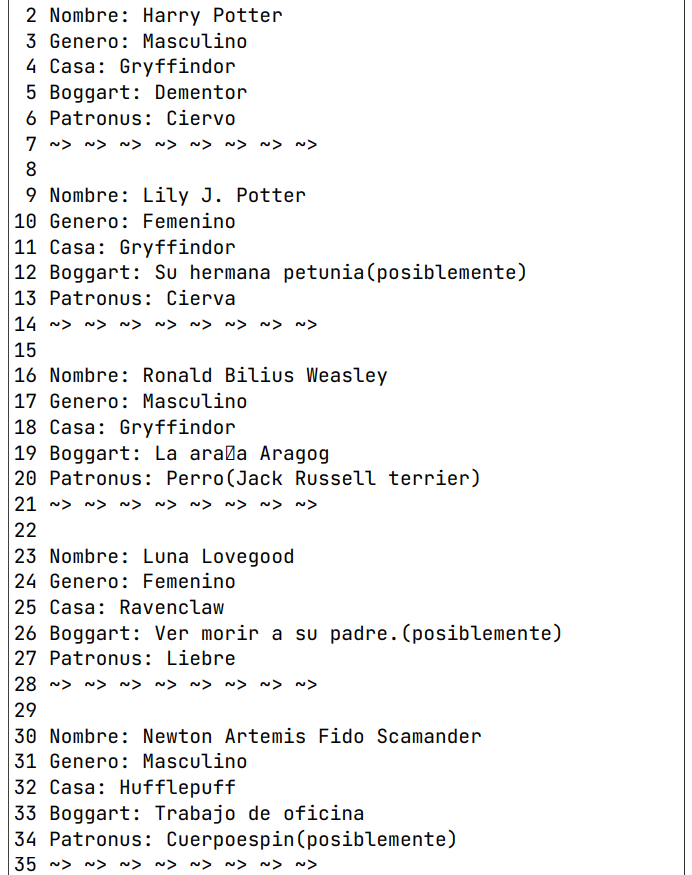 2 Nombre: Harry Potter
3 Genero: Masculino
4 Casa: Gryffindor
5 Boggart: Dementor
6 Patronus: Ciervo
7 ~> ~> ~> ~> ~> ~> ~> ~>
8
9 Nombre: Lily J. Potter
10 Genero: Femenino
11 Casa: Gryffindor
12 Boggart: Su hermana petunia(posiblemente)
13 Patronus: Cierva
14 ~> ~> ~> ~> ~> ~> ~> ~>
15
16 Nombre: Ronald Bilius Weasley
17 Genero: Masculino
18 Casa: Gryffindor
19 Boggart: La ara▯a Aragog
20 Patronus: Perro(Jack Russell terrier)
21 ~> ~> ~> ~> ~> ~> ~> ~>
22
23 Nombre: Luna Lovegood
24 Genero: Femenino
25 Casa: Ravenclaw
26 Boggart: Ver morir a su padre.(posiblemente)
27 Patronus: Liebre
28 ~> ~> ~> ~> ~> ~> ~> ~>
29
30 Nombre: Newton Artemis Fido Scamander
31 Genero: Masculino
32 Casa: Hufflepuff
33 Boggart: Trabajo de oficina
34 Patronus: Cuerpoespin(posiblemente)
35 ~> ~> ~> ~> ~> ~> ~> ~>